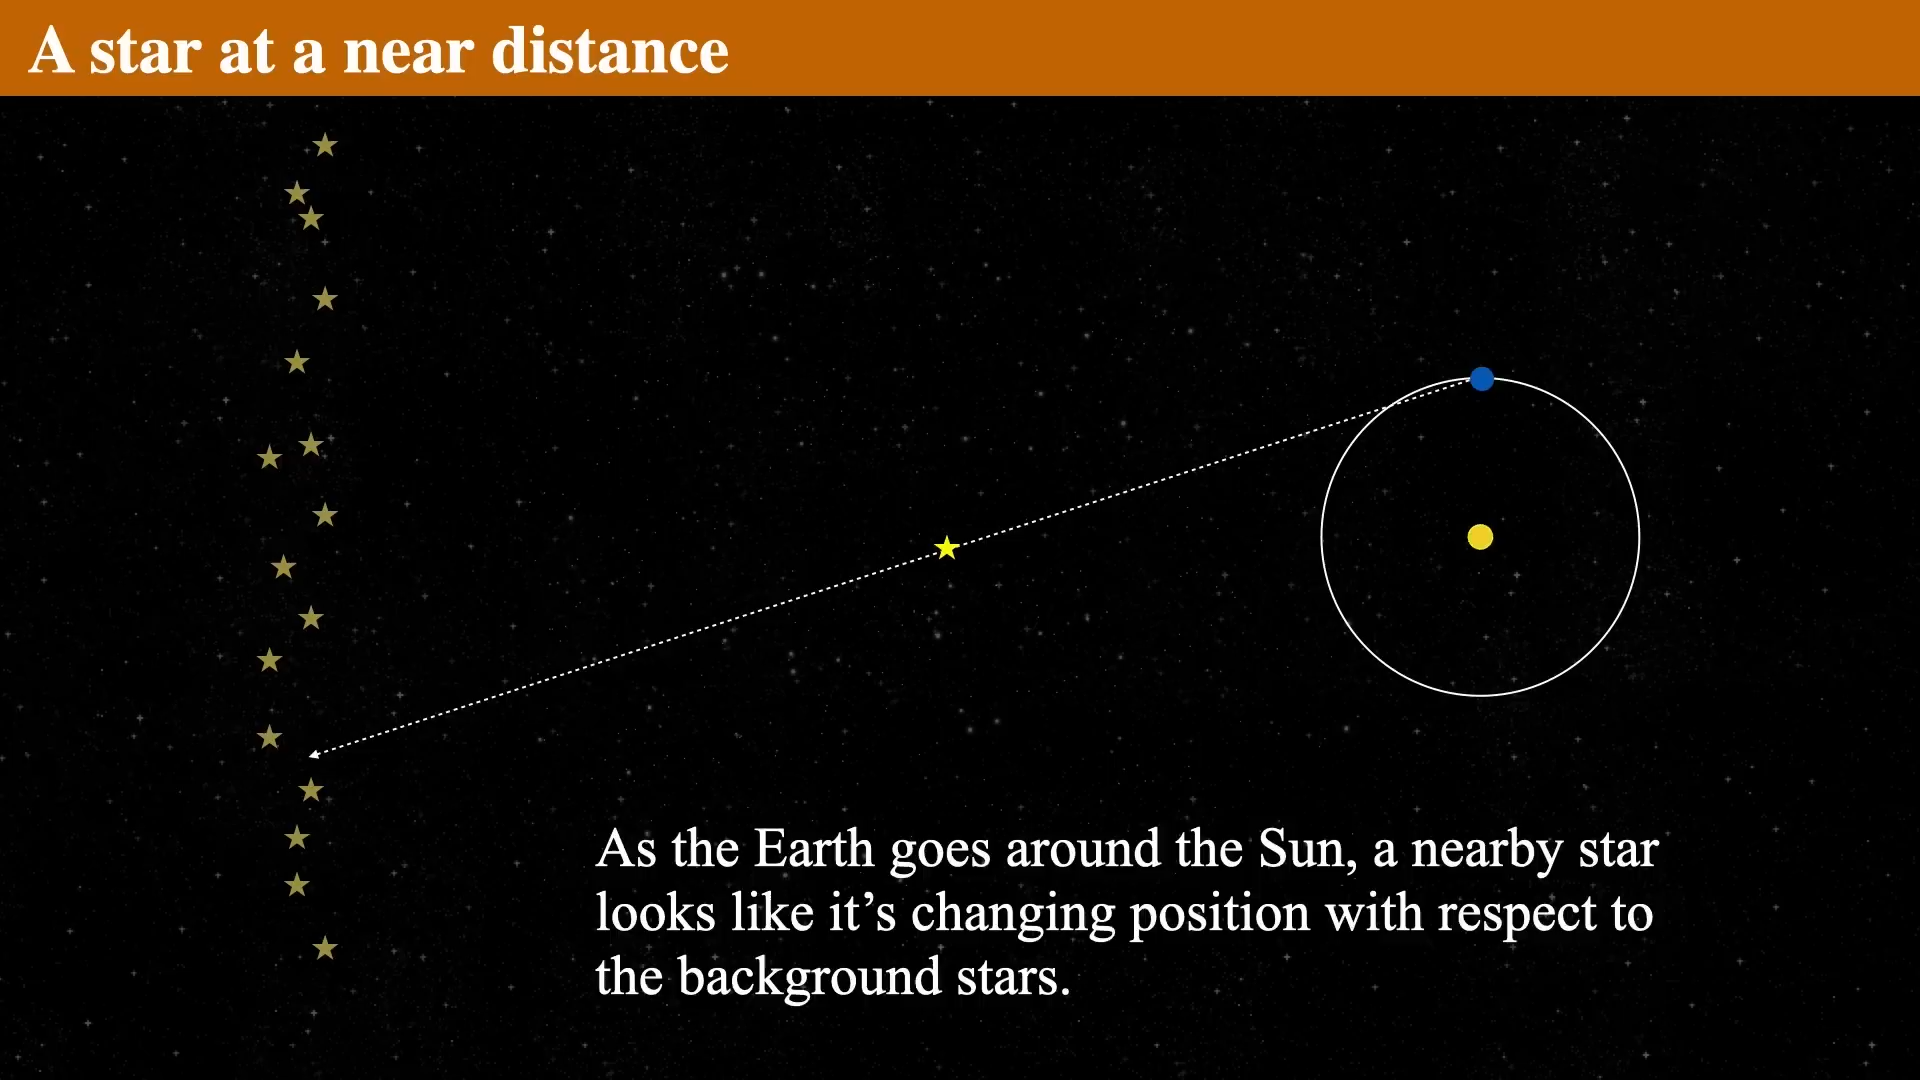 A star at a near distance
As the Earth goes around the Sun, a nearby star
looks like it’s changing position with respect to
the background stars.